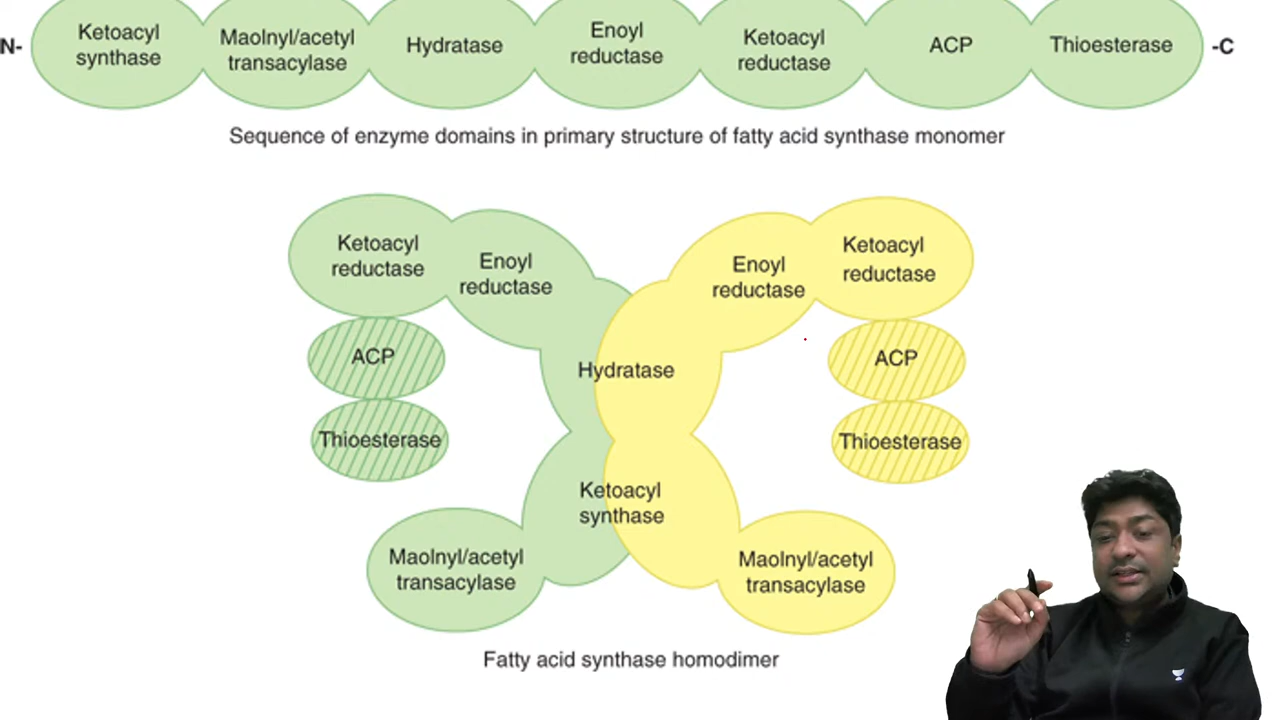 N-
Ketoacyl
synthase
Maolnyl/acetyl
transacylase
Hydratase
Enoyl
reductase
Ketoacyl
reductase
ACP
Thioesterase
-C
Sequence of enzyme domains in primary structure of fatty acid synthase monomer
Ketoacyl
reductase
Enoyl
reductase
ACP
Thioesterase
Hydratase
Ketoacyl
synthase
Maolnyl/acetyl
transacylase
Enoyl
reductase
Ketoacyl
reductase
ACP
Thioesterase
Maolnyl/acetyl
transacylase
Fatty acid synthase homodimer